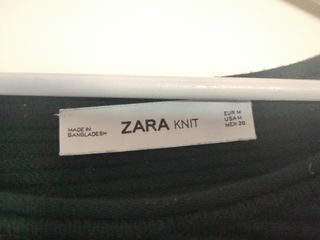 MADE IN
BANGLADESH
ZARA KNIT
EUR M
USA M
MEX 28